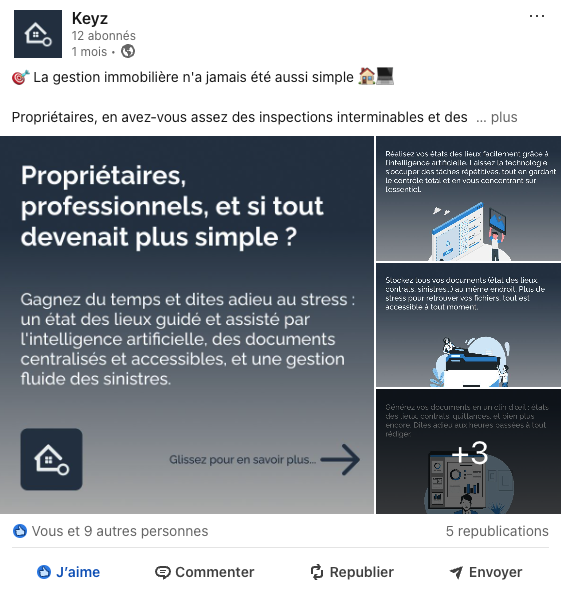 Keyz
12 abonnés
1 mois •
🎯 La gestion immobilière n'a jamais été aussi simple 🏠💻
Propriétaires, en avez-vous assez des inspections interminables et des ... plus
Propriétaires,
professionnels, et si tout
devenait plus simple ?
Gagnez du temps et dites adieu au stress :
un état des lieux guidé et assisté par
l'intelligence artificielle, des documents
centralisés et accessibles, et une gestion
fluide des sinistres.
Glissez pour en savoir plus...
Réalisez vos états des lieux facilement grâce à
l'intelligence artificielle. Laissez la technologie
s'occuper des tâches répétitives, tout en gardant
le contrôle total et en vous concentrant sur
l'essentiel.
Stockez tous vos documents (état des lieux,
contrats, sinistres...) au même endroit. Plus de
stress pour retrouver vos fichiers, tout est
accessible à tout moment.
Générez vos documents en un clin d'œil : états
des lieux, contrats, quittances, et bien plus
encore. Dites adieu aux heures passées à tout
rédiger.
+3
Vous et 9 autres personnes
5 republications
J'aime
Commenter
Republier
Envoyer